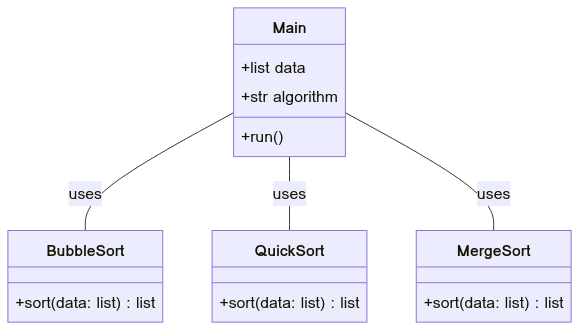 Main
+list data
+str algorithm
+run()
uses
uses
uses
BubbleSort
QuickSort
MergeSort
+sort(data: list) : list
+sort(data: list) : list
+sort(data: list) : list